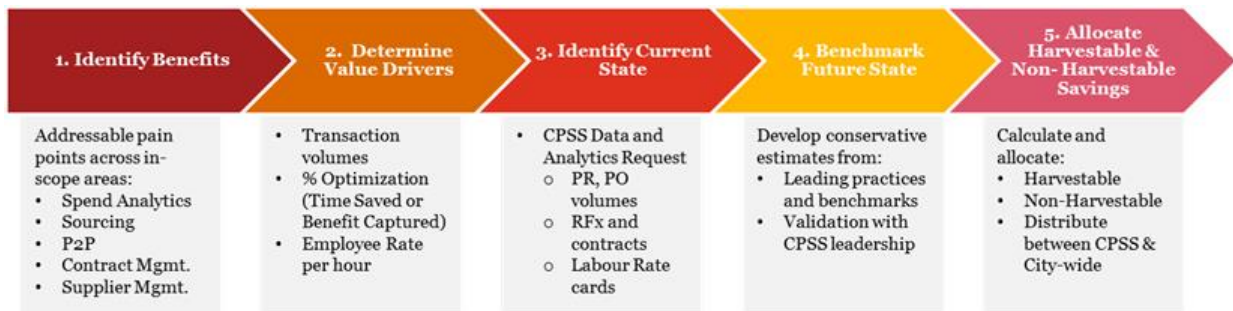 1. Identify Benefits
2. Determine
Value Drivers
3. Identify Current
State
4. Benchmark
Future State
5. Allocate
Harvestable &
Non- Harvestable
Savings
Addressable pain
points across in-
scope areas:
• Spend Analytics
• Sourcing
• P2P
• Contract Mgmt.
• Supplier Mgmt.
• Transaction
volumes
• % Optimization
(Time Saved or
Benefit Captured)
• Employee Rate
per hour
• CPSS Data and
Analytics Request
o PR, PO
volumes
o RFx and
contracts
o Labour Rate
cards
Develop conservative
estimates from:
• Leading practices
and benchmarks
• Validation with
CPSS leadership
Calculate and
allocate:
• Harvestable
• Non-Harvestable
• Distribute
between CPSS &
City-wide